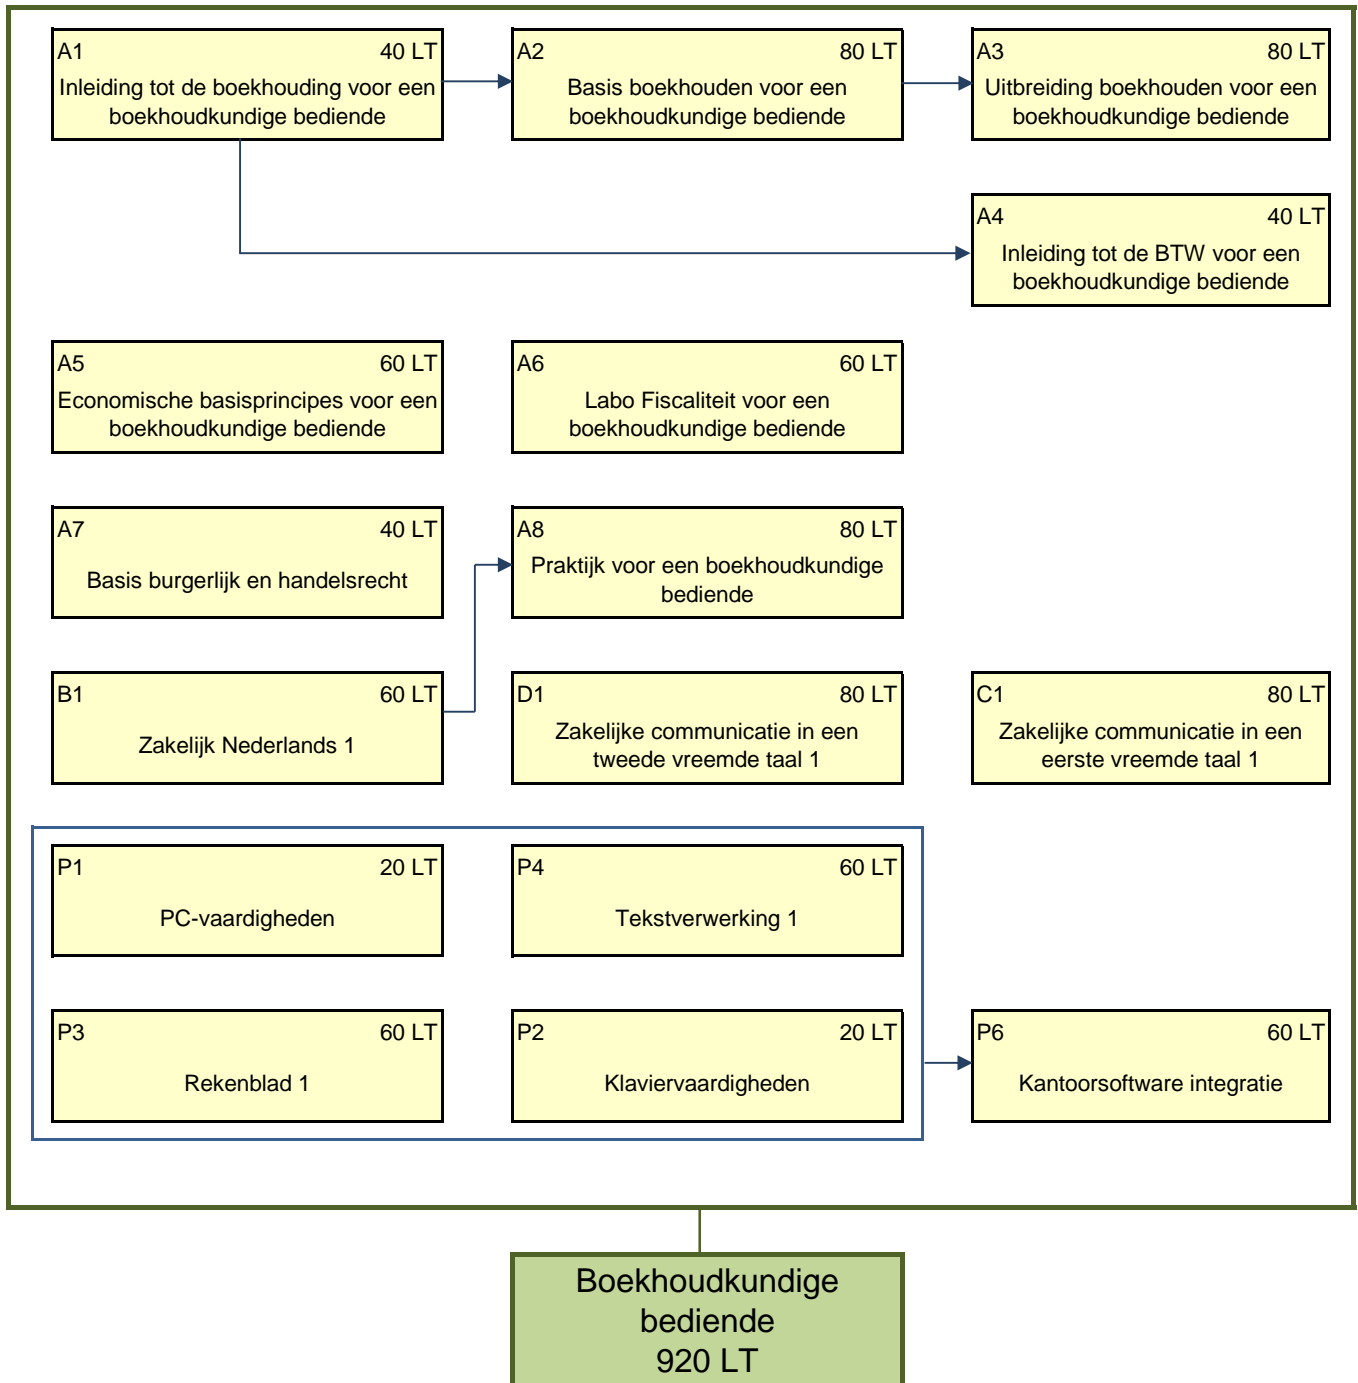 A1 40 LT
Inleiding tot de boekhouding voor een
boekhoudkundige bediende
A2 80 LT
Basis boekhouden voor een
boekhoudkundige bediende
A3 80 LT
Uitbreiding boekhouden voor een
boekhoudkundige bediende
A4 40 LT
Inleiding tot de BTW voor een
boekhoudkundige bediende
A5 60 LT
Economische basisprincipes voor een
boekhoudkundige bediende
A6 60 LT
Labo Fiscaliteit voor een
boekhoudkundige bediende
A7 40 LT
Basis burgerlijk en handelsrecht
A8 80 LT
Praktijk voor een boekhoudkundige
bediende
B1 60 LT
Zakelijk Nederlands 1
D1 80 LT
Zakelijke communicatie in een
tweede vreemde taal 1
C1 80 LT
Zakelijke communicatie in een
eerste vreemde taal 1
P1 20 LT
PC-vaardigheden
P4 60 LT
Tekstverwerking 1
P3 60 LT
Rekenblad 1
P2 20 LT
Klaviervaardigheden
P6 60 LT
Kantoorsoftware integratie
Boekhoudkundige
bediende
920 LT